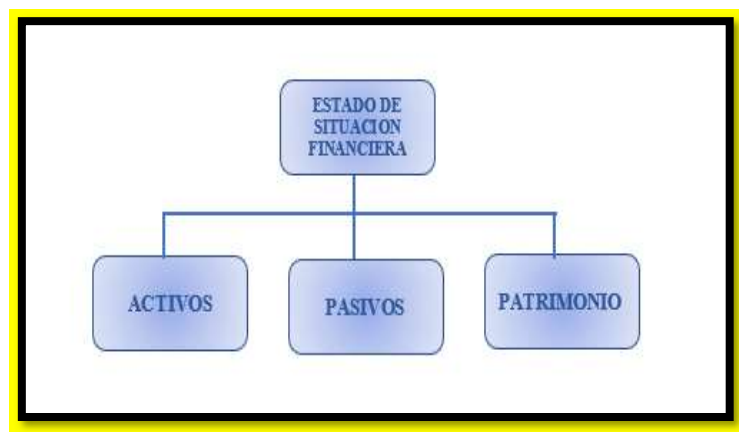 ESTADO DE
SITUACION
FINANCIERA
ACTIVOS
PASIVOS
PATRIMONIO